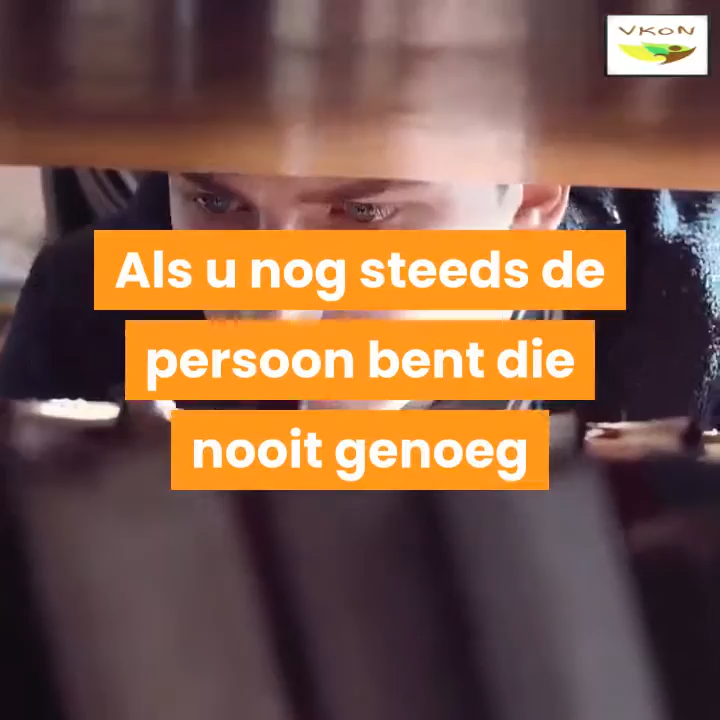 VKON
Als u nog steeds de
persoon bent die
nooit genoeg